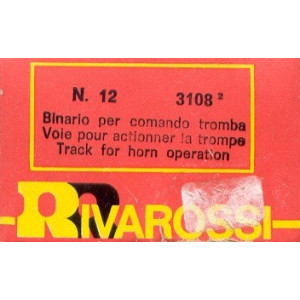 N. 12 3108 ²
Binario per comando tromba
Voie pour actionner la trompe
Track for horn operation
RIVAROSSI